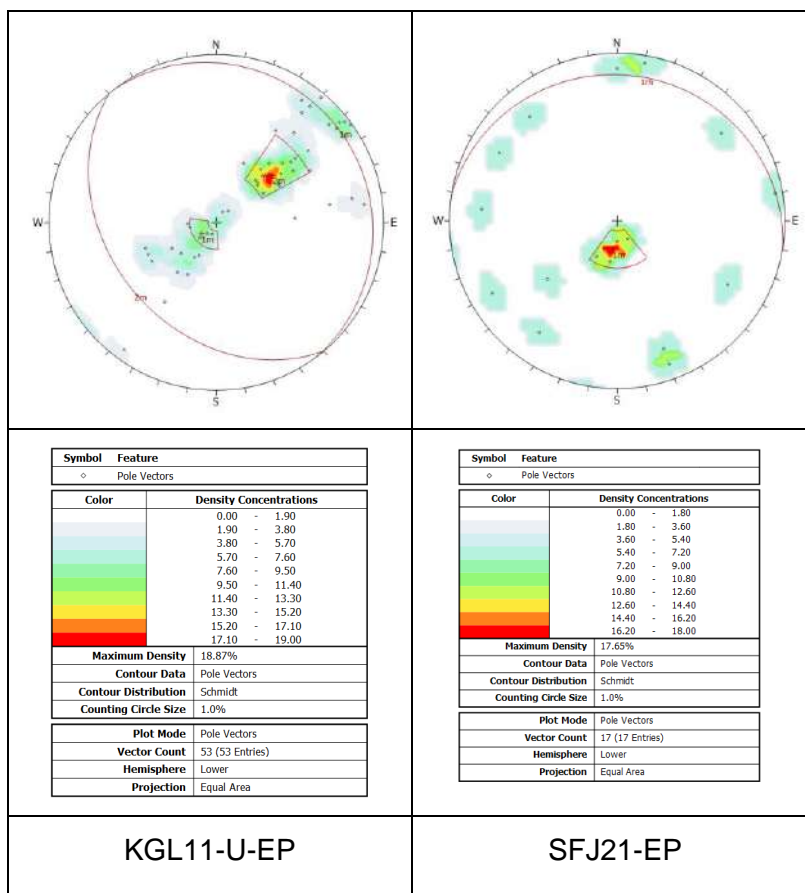 N
W
E
S
1m
1m
2m
N
W
E
S
1m
Symbol Feature
◇ Pole Vectors
Color Density Concentrations
0.00 - 1.90
1.90 - 3.80
3.80 - 5.70
5.70 - 7.60
7.60 - 9.50
9.50 - 11.40
11.40 - 13.30
13.30 - 15.20
15.20 - 17.10
17.10 - 19.00
Maximum Density 18.87%
Contour Data Pole Vectors
Contour Distribution Schmidt
Counting Circle Size 1.0%
Plot Mode Pole Vectors
Vector Count 53 (53 Entries)
Hemisphere Lower
Projection Equal Area
Symbol Feature
◇ Pole Vectors
Color Density Concentrations
0.00 - 1.80
1.80 - 3.60
3.60 - 5.40
5.40 - 7.20
7.20 - 9.00
9.00 - 10.80
10.80 - 12.60
12.60 - 14.40
14.40 - 16.20
16.20 - 18.00
Maximum Density 17.65%
Contour Data Pole Vectors
Contour Distribution Schmidt
Counting Circle Size 1.0%
Plot Mode Pole Vectors
Vector Count 17 (17 Entries)
Hemisphere Lower
Projection Equal Area
KGL11-U-EP
SFJ21-EP